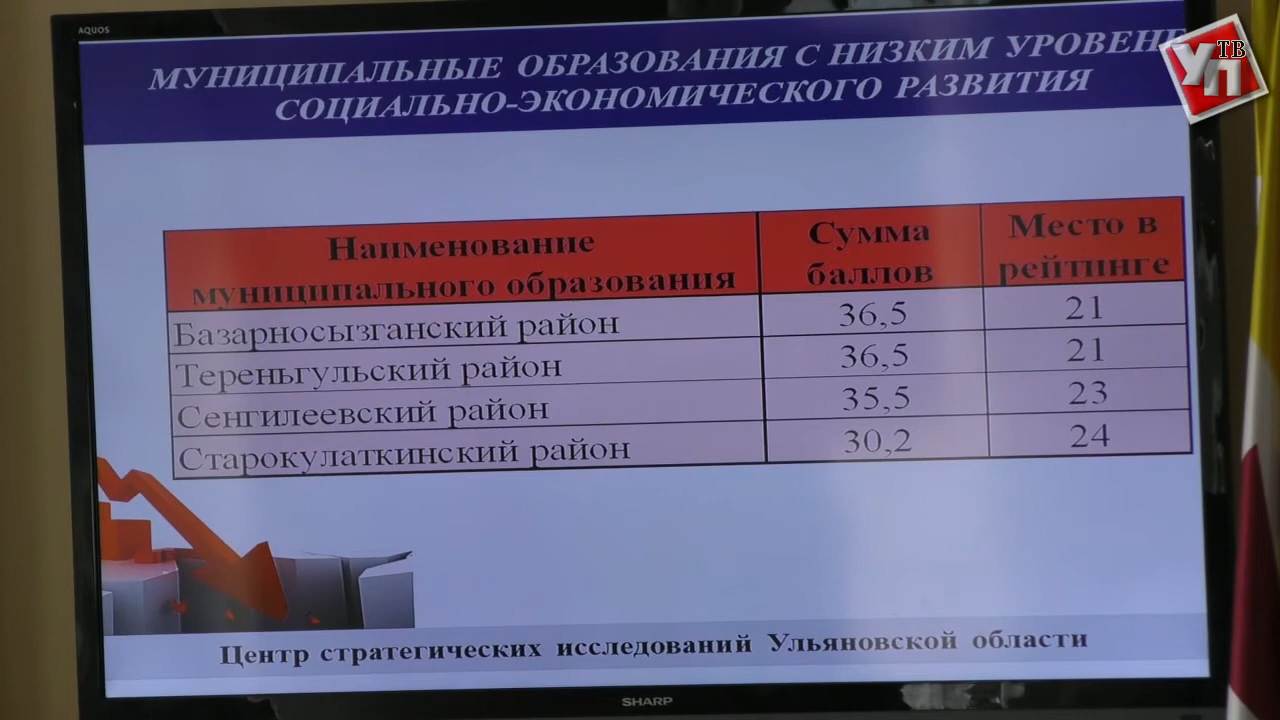 AQUOS
МУНИЦИПАЛЬНЫЕ ОБРАЗОВАНИЯ С НИЗКИМ УРОВЕНЕ
СОЦИАЛЬНО-ЭКОНОМИЧЕСКОГО РАЗВИТИЯ
УП ТВ
Наименование муниципального образования
Сумма баллов
Место в рейтинге
Базарносызганский район 36,5 21
Тереньгульский район 36,5 21
Сенгилеевский район 35,5 23
Старокулаткинский район 30,2 24
Центр стратегических исследований Ульяновской области
SHARP